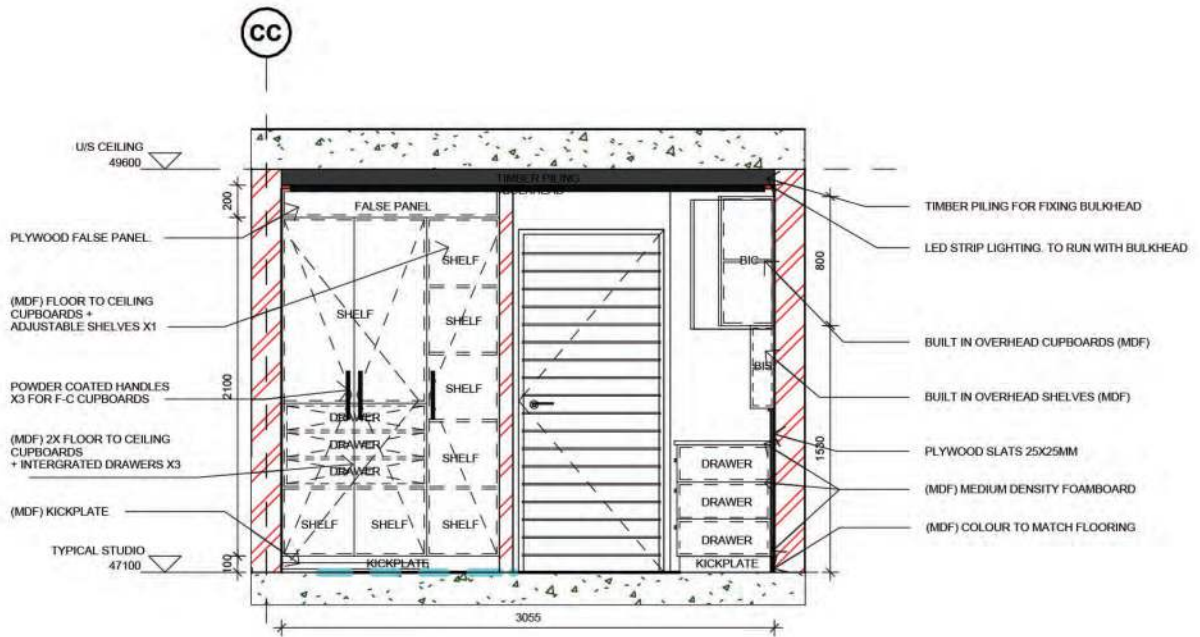 CC
U/S CEILING
49600
TIMBER PILING
BULKHEAD
200
FALSE PANEL
TIMBER PILING FOR FIXING BULKHEAD
PLYWOOD FALSE PANEL.
LED STRIP LIGHTING. TO RUN WITH BULKHEAD
SHELF
BIC
800
(MDF) FLOOR TO CEILING
CUPBOARDS +
ADJUSTABLE SHELVES X1
SHELF
SHELF
BUILT IN OVERHEAD CUPBOARDS (MDF)
BIS
POWDER COATED HANDLES
X3 FOR F-C CUPBOARDS
2100
SHELF
BUILT IN OVERHEAD SHELVES (MDF)
DRAWER
(MDF) 2X FLOOR TO CEILING
CUPBOARDS
+ INTERGRATED DRAWERS X3
DRAWER
DRAWER
SHELF
1530
PLYWOOD SLATS 25X25MM
DRAWER
(MDF) MEDIUM DENSITY FOAMBOARD
DRAWER
(MDF) KICKPLATE
SHELF
SHELF
SHELF
(MDF) COLOUR TO MATCH FLOORING
DRAWER
TYPICAL STUDIO
47100
100
KICKPLATE
KICKPLATE
3055